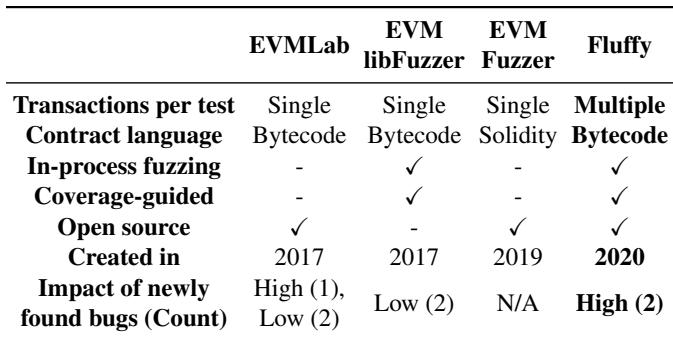 EVMLab EVM libFuzzer EVM Fuzzer Fluffy
Transactions per test Single Single Single Multiple
Contract language Bytecode Bytecode Solidity Bytecode
In-process fuzzing - ✓ - ✓
Coverage-guided - ✓ - ✓
Open source ✓ - ✓ ✓
Created in 2017 2017 2019 2020
Impact of newly found bugs (Count) High (1), Low (2) Low (2) N/A High (2)